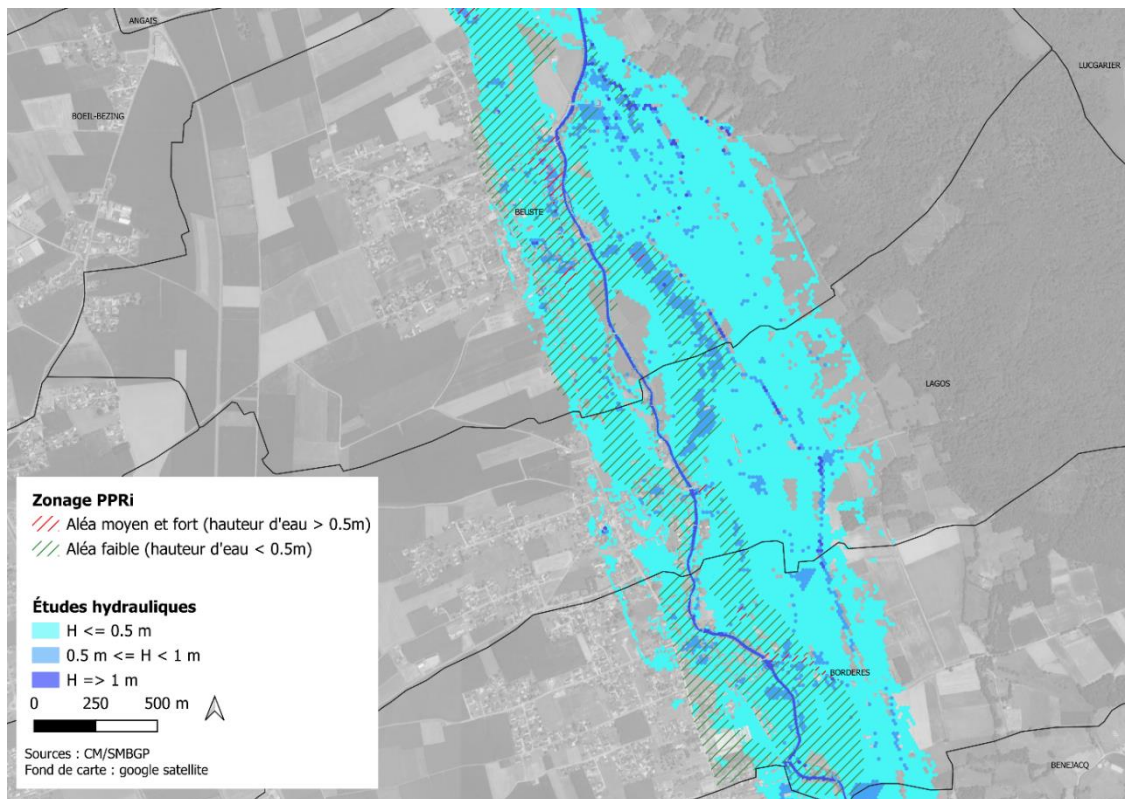 ANGAIS
LUCGARIER
BOEIL-BEZING
BEUSTE
LAGOS
BORDERES
BENEJACQ
Zonage PPRi
Aléa moyen et fort (hauteur d'eau > 0.5m)
Aléa faible (hauteur d'eau < 0.5m)
Études hydrauliques
H <= 0.5 m
0.5 m <= H < 1 m
H => 1 m
0 250 500 m
Sources : CM/SMBGP
Fond de carte : google satellite